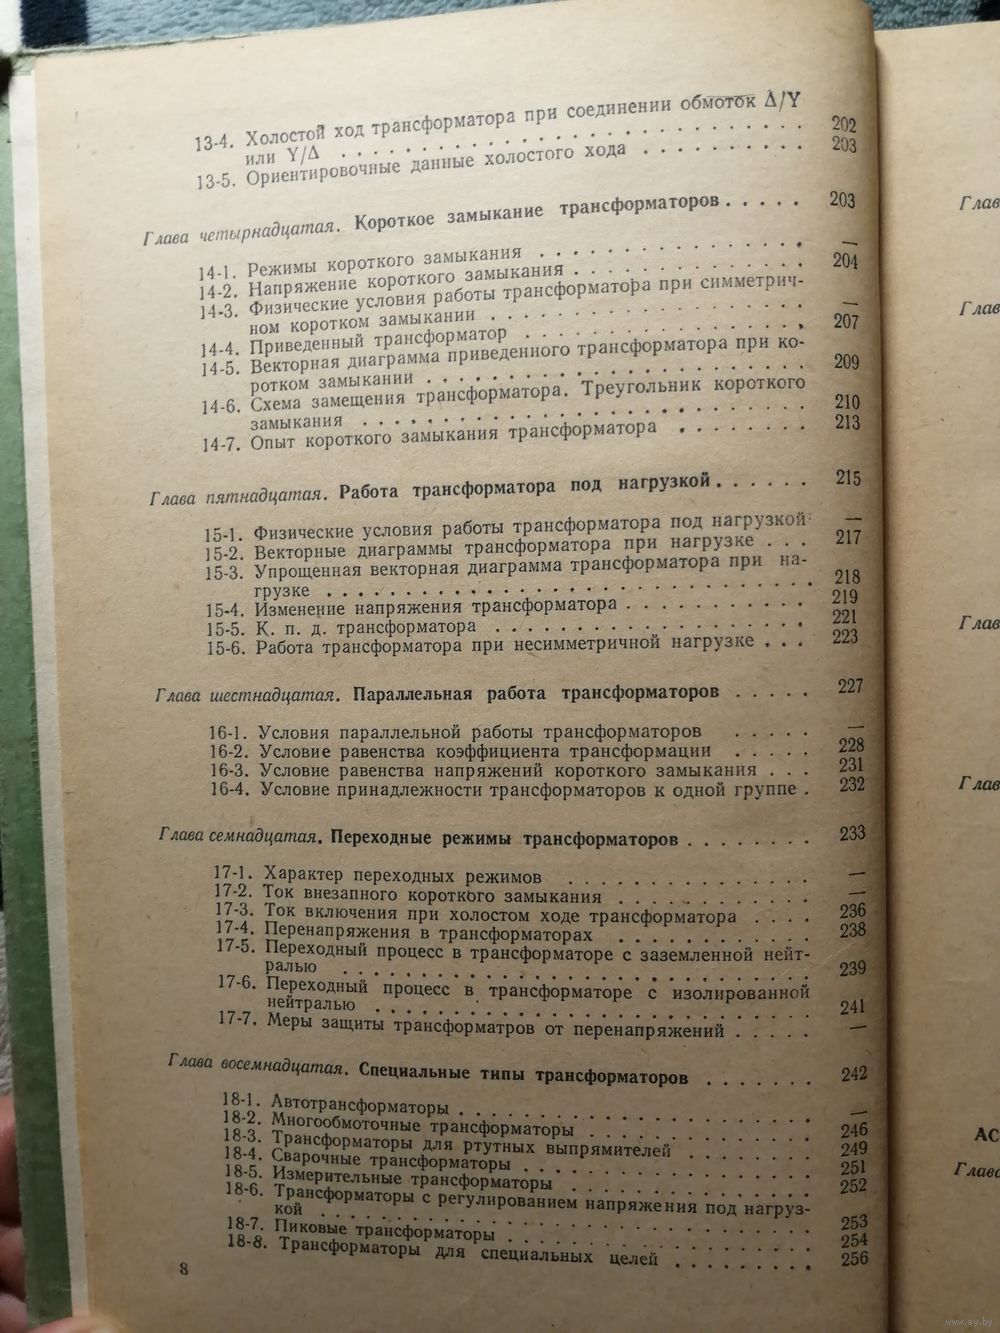 13-4. Холостой ход трансформатора при соединении обмоток Δ/Y
или Y/Δ . . . . . . . . . . . . . . . . . . . . 202
13-5. Ориентировочные данные холостого хода . . . . . . . . 203
Глава четырнадцатая. Короткое замыкание трансформаторов . . . . . 203
14-1. Режимы короткого замыкания . . . . . . . . . . . . . —
14-2. Напряжение короткого замыкания . . . . . . . . . . . 204
14-3. Физические условия работы трансформатора при симметрич-
ном коротком замыкании . . . . . . . . . . . . . . . —
14-4. Приведенный трансформатор . . . . . . . . . . . . . 207
14-5. Векторная диаграмма приведенного трансформатора при ко-
ротком замыкании . . . . . . . . . . . . . . . . . 209
14-6. Схема замещения трансформатора. Треугольник короткого
замыкания . . . . . . . . . . . . . . . . . . . . 210
14-7. Опыт короткого замыкания трансформатора . . . . . . . 213
Глава пятнадцатая. Работа трансформатора под нагрузкой . . . . . . 215
15-1. Физические условия работы трансформатора под нагрузкой —
15-2. Векторные диаграммы трансформатора при нагрузке . . . 217
15-3. Упрощенная векторная диаграмма трансформатора при на-
грузке . . . . . . . . . . . . . . . . . . . . . 218
15-4. Изменение напряжения трансформатора . . . . . . . . . 219
15-5. К. п. д. трансформатора . . . . . . . . . . . . . . 221
15-6. Работа трансформатора при несимметричной нагрузке . . . 223
Глава шестнадцатая. Параллельная работа трансформаторов . . . . . 227
16-1. Условия параллельной работы трансформаторов . . . . . —
16-2. Условие равенства коэффициента трансформации . . . . . 228
16-3. Условие равенства напряжений короткого замыкания . . . 231
16-4. Условие принадлежности трансформаторов к одной группе . 232
Глава семнадцатая. Переходные режимы трансформаторов . . . . . . . 233
17-1. Характер переходных режимов . . . . . . . . . . . . —
17-2. Ток внезапного короткого замыкания . . . . . . . . . —
17-3. Ток включения при холостом ходе трансформатора . . . . 236
17-4. Перенапряжения в трансформаторах . . . . . . . . . . 238
17-5. Переходный процесс в трансформаторе с заземленной нейт-
ралью . . . . . . . . . . . . . . . . . . . . . . 239
17-6. Переходный процесс в трансформаторе с изолированной
нейтралью . . . . . . . . . . . . . . . . . . . . 241
17-7. Меры защиты трансформатров от перенапряжений . . . . . —
Глава восемнадцатая. Специальные типы трансформаторов . . . . . . . 242
18-1. Автотрансформаторы . . . . . . . . . . . . . . . . —
18-2. Многообмоточные трансформаторы . . . . . . . . . . . 246
18-3. Трансформаторы для ртутных выпрямителей . . . . . . . 249
18-4. Сварочные трансформаторы . . . . . . . . . . . . . 251
18-5. Измерительные трансформаторы . . . . . . . . . . . 252
18-6. Трансформаторы с регулированием напряжения под нагруз-
кой . . . . . . . . . . . . . . . . . . . . . . . 253
18-7. Пиковые трансформаторы . . . . . . . . . . . . . . 254
18-8. Трансформаторы для специальных целей . . . . . . . . 256
8
Глав
Глав
Глав
Глав
АС
Глава
www.ay.by